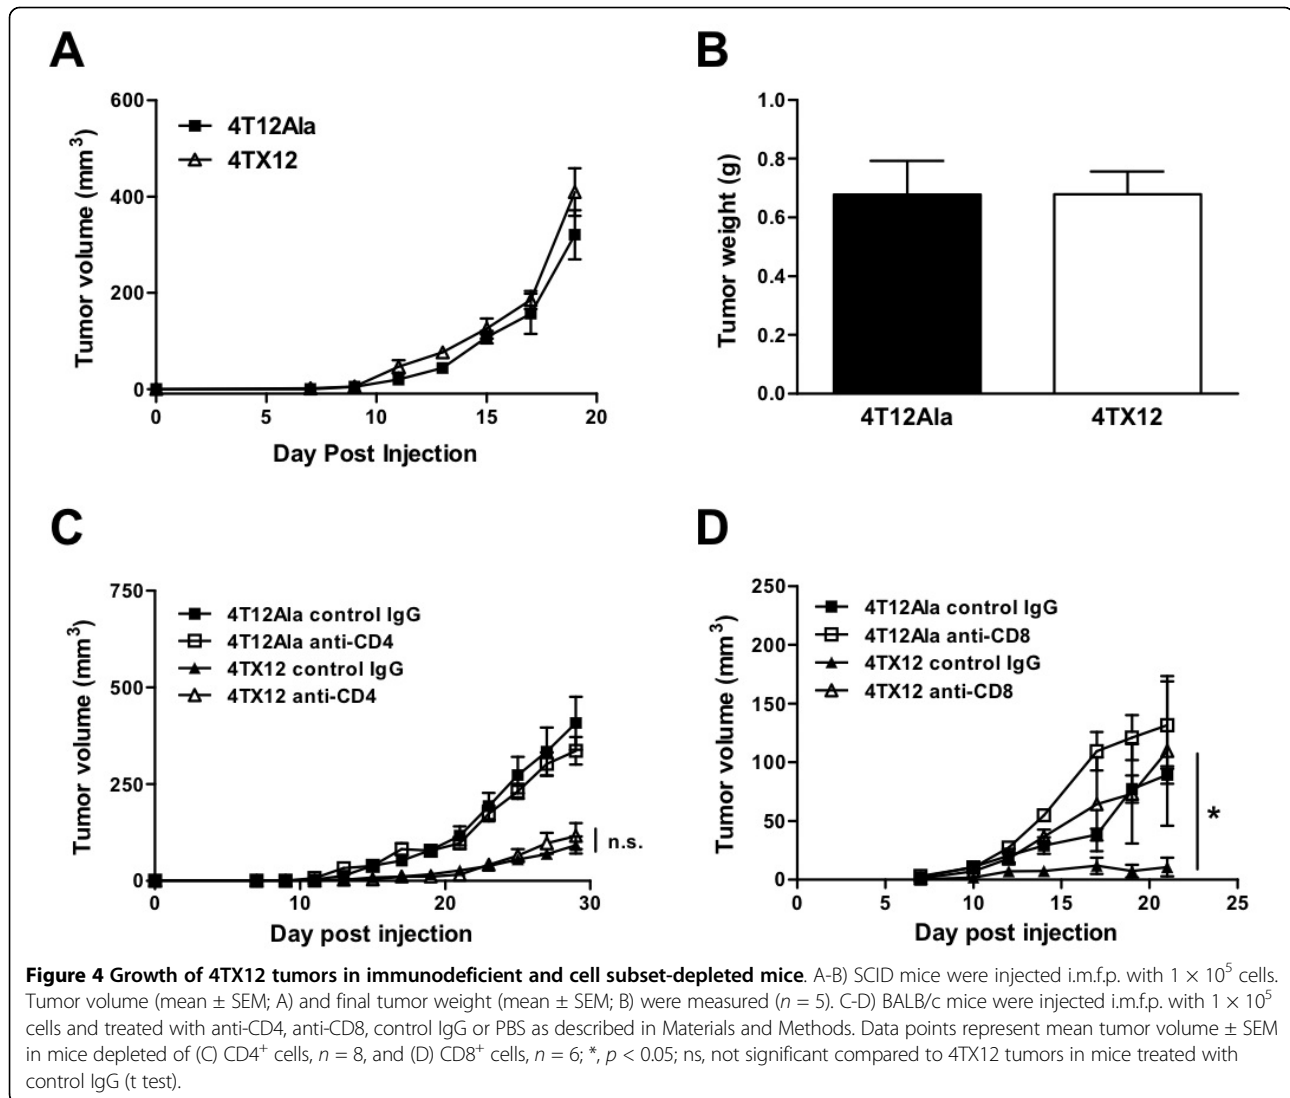 A
600
400
200
0
Tumor volume (mm³)
4T12Ala
4TX12
0 5 10 15 20
Day Post Injection
B
1.0
0.8
0.6
0.4
0.2
0.0
Tumor weight (g)
4T12Ala 4TX12
C
750
500
250
0
Tumor volume (mm³)
4T12Ala control IgG
4T12Ala anti-CD4
4TX12 control IgG
4TX12 anti-CD4
n.s.
0 10 20 30
Day post injection
D
250
200
150
100
50
0
Tumor volume (mm³)
4T12Ala control IgG
4T12Ala anti-CD8
4TX12 control IgG
4TX12 anti-CD8
*
0 5 10 15 20 25
Day post injection
Figure 4 Growth of 4TX12 tumors in immunodeficient and cell subset-depleted mice. A-B) SCID mice were injected i.m.f.p. with 1 × 10⁵ cells.
Tumor volume (mean ± SEM; A) and final tumor weight (mean ± SEM; B) were measured (n = 5). C-D) BALB/c mice were injected i.m.f.p. with 1 × 10⁵
cells and treated with anti-CD4, anti-CD8, control IgG or PBS as described in Materials and Methods. Data points represent mean tumor volume ± SEM
in mice depleted of (C) CD4⁺ cells, n = 8, and (D) CD8⁺ cells, n = 6; *, p < 0.05; ns, not significant compared to 4TX12 tumors in mice treated with
control IgG (t test).